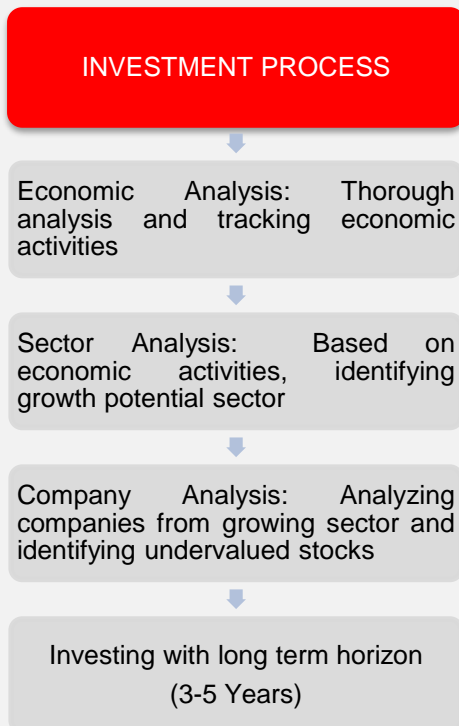 INVESTMENT PROCESS
Economic Analysis: Thorough
analysis and tracking economic
activities
Sector Analysis: Based on
economic activities, identifying
growth potential sector
Company Analysis: Analyzing
companies from growing sector and
identifying undervalued stocks
Investing with long term horizon
(3-5 Years)